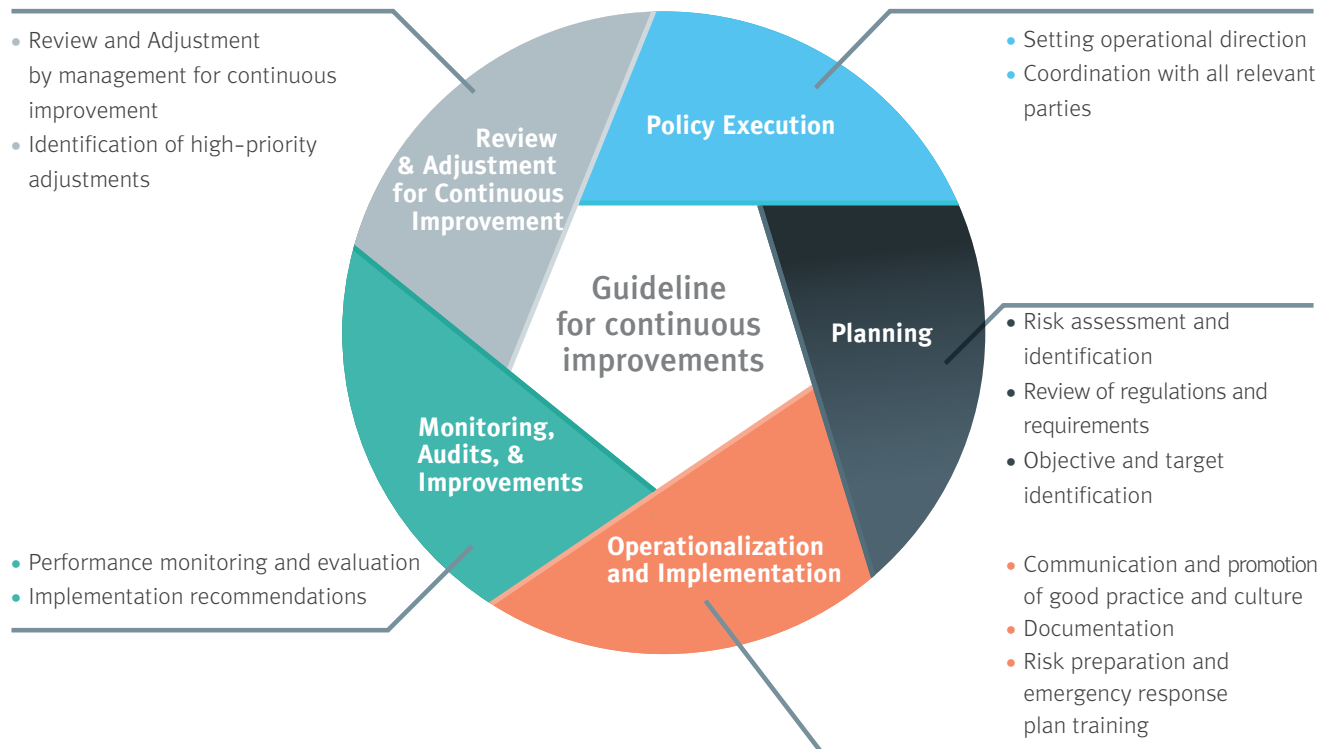 • Review and Adjustment
by management for continuous
improvement
• Identification of high-priority
adjustments
• Setting operational direction
• Coordination with all relevant
parties
Review
& Adjustment
for Continuous
Improvement
Policy Execution
Guideline
for continuous
improvements
Planning
• Risk assessment and
identification
• Review of regulations and
requirements
• Objective and target
identification
Monitoring,
Audits, &
Improvements
Operationalization
and Implementation
• Performance monitoring and evaluation
• Implementation recommendations
• Communication and promotion
of good practice and culture
• Documentation
• Risk preparation and
emergency response
plan training